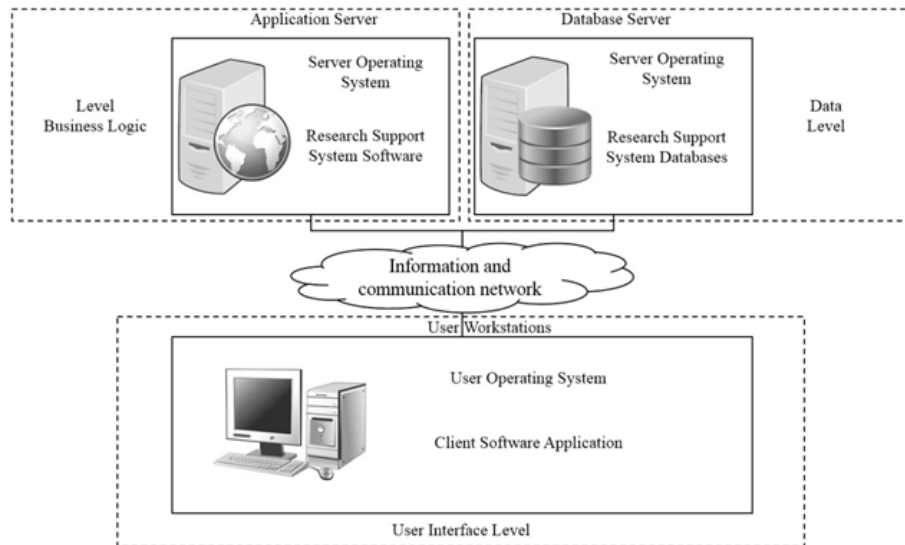 Application Server
Database Server
Level
Business Logic
Server Operating
System
Research Support
System Software
Server Operating
System
Research Support
System Databases
Data
Level
Information and
communication network
User Workstations
User Operating System
Client Software Application
User Interface Level